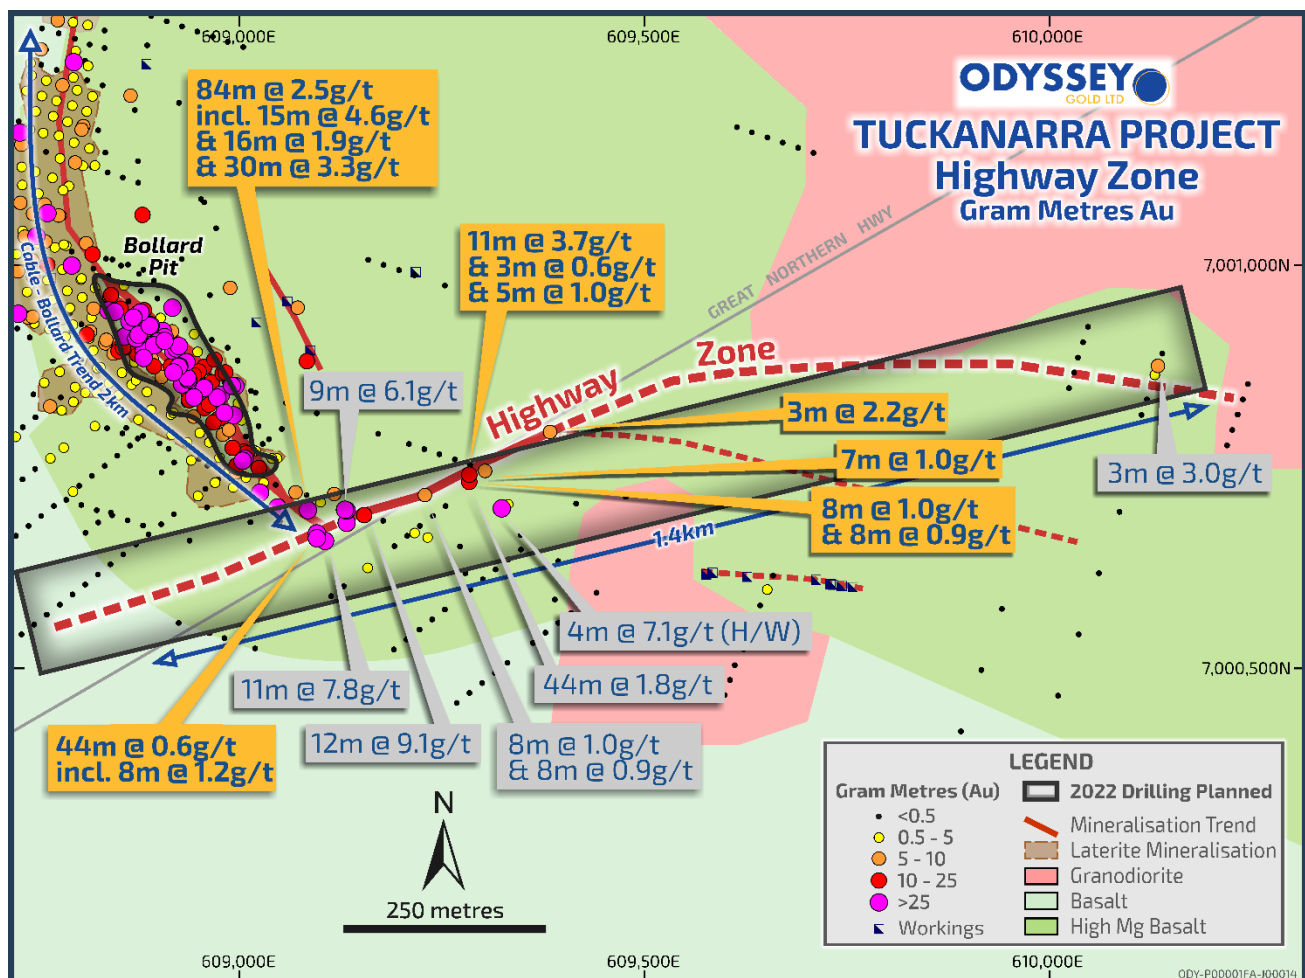 609,000E
609,500E
610,000E
ODYSSEY
GOLD LTD
TUCKANARRA PROJECT
Highway Zone
Gram Metres Au
84m @ 2.5g/t
incl. 15m @ 4.6g/t
& 16m @ 1.9g/t
& 30m @ 3.3g/t
Bollard
Pit
11m @ 3.7g/t
& 3m @ 0.6g/t
& 5m @ 1.0g/t
GREAT NORTHERN HWY
7,001,000N
Cable - Bollard Trend 2km
9m @ 6.1g/t
Highway Zone
3m @ 2.2g/t
7m @ 1.0g/t
3m @ 3.0g/t
8m @ 1.0g/t
& 8m @ 0.9g/t
1.4km
4m @ 7.1g/t (H/W)
7,000,500N
11m @ 7.8g/t
44m @ 1.8g/t
44m @ 0.6g/t
incl. 8m @ 1.2g/t
12m @ 9.1g/t
8m @ 1.0g/t
& 8m @ 0.9g/t
N
250 metres
LEGEND
Gram Metres (Au)
<0.5
0.5 - 5
5 - 10
10 - 25
>25
Workings
2022 Drilling Planned
Mineralisation Trend
Laterite Mineralisation
Granodiorite
Basalt
High Mg Basalt
609,000E
609,500E
610,000E
ODY-P00001FA-J00014